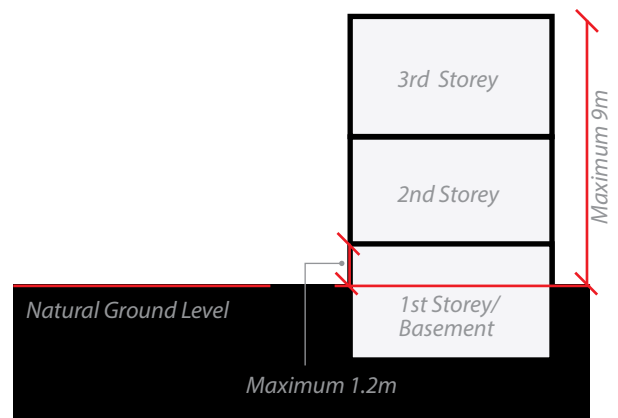 3rd Storey
2nd Storey
Maximum 9m
Natural Ground Level
1st Storey/
Basement
Maximum 1.2m